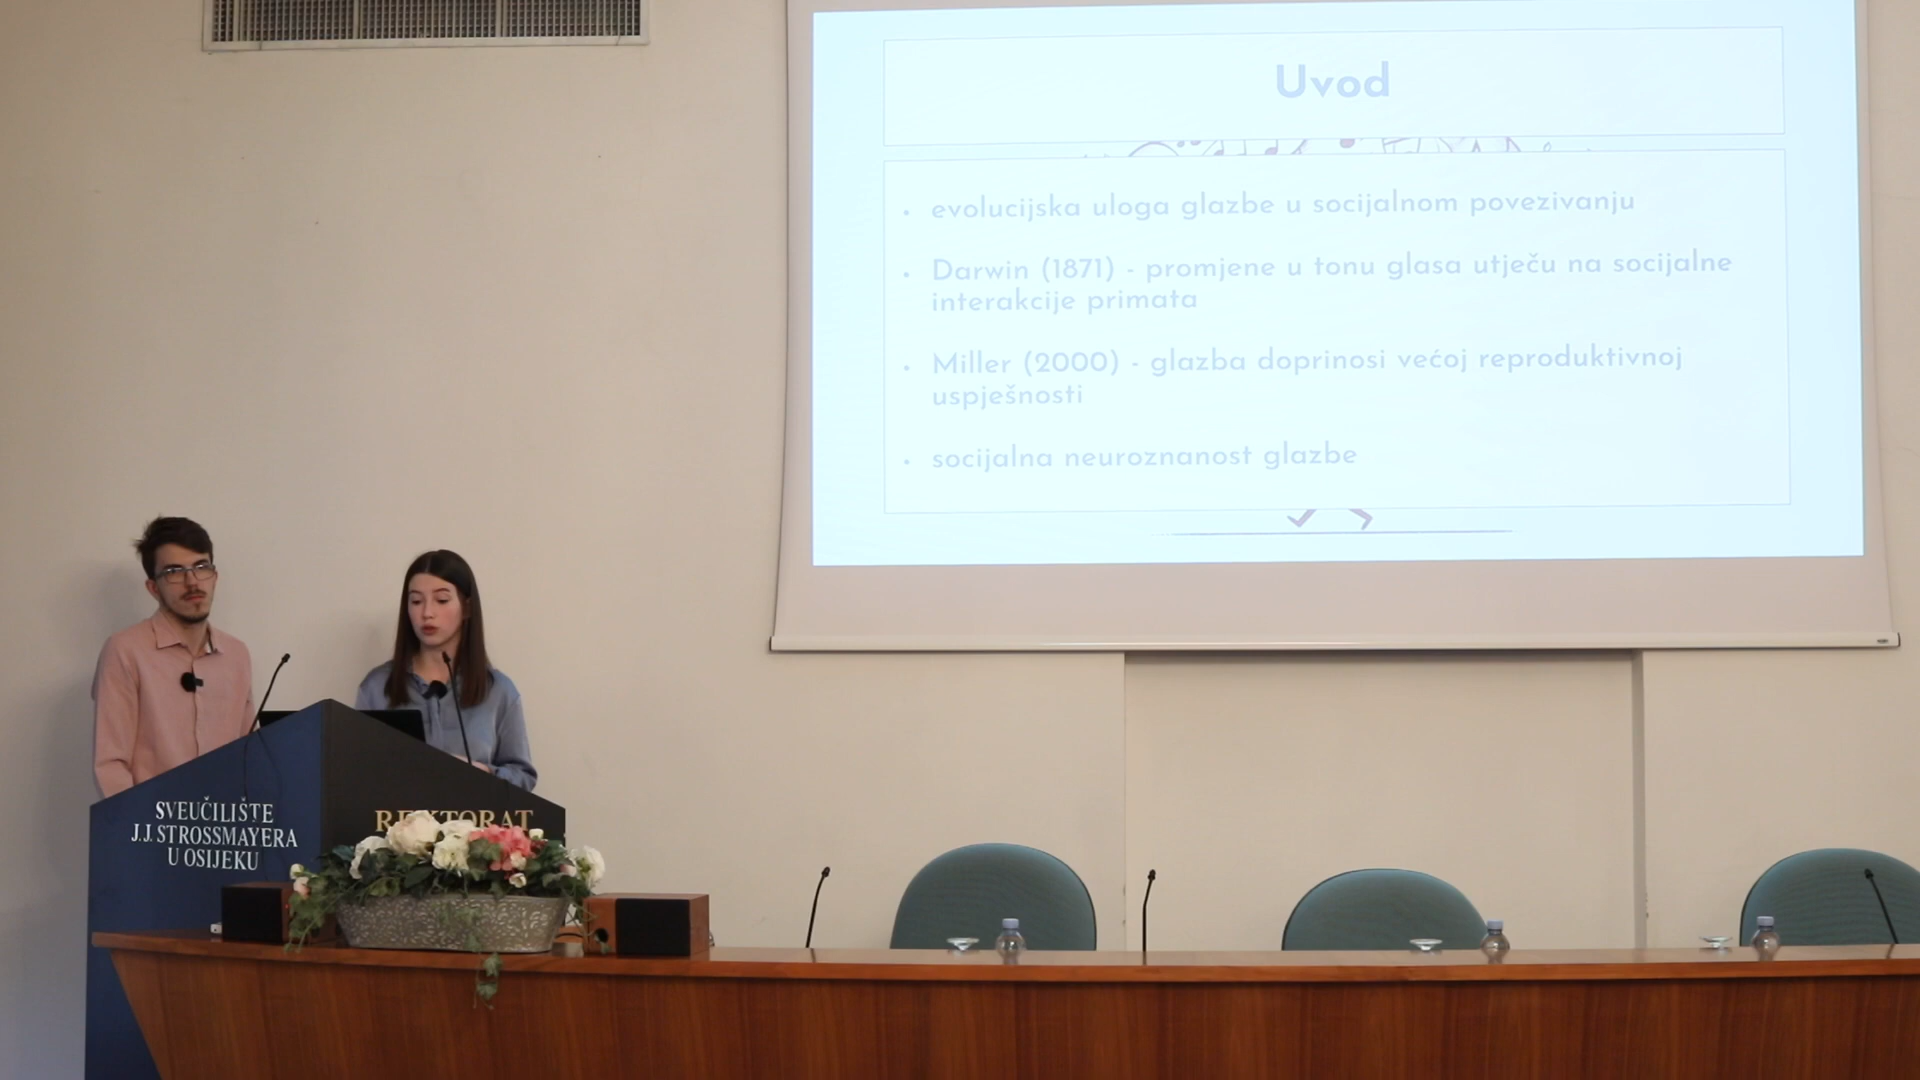 Uvod
• evolucijska uloga glazbe u socijalnom povezivanju
• Darwin (1871) - promjene u tonu glasa utječu na socijalne
interakcije primata
• Miller (2000) - glazba doprinosi većoj reproduktivnoj
uspješnosti
• socijalna neuroznanost glazbe
SVEUČILIŠTE
J.J. STROSSMAYERA
U OSIJEKU
REKTORAT